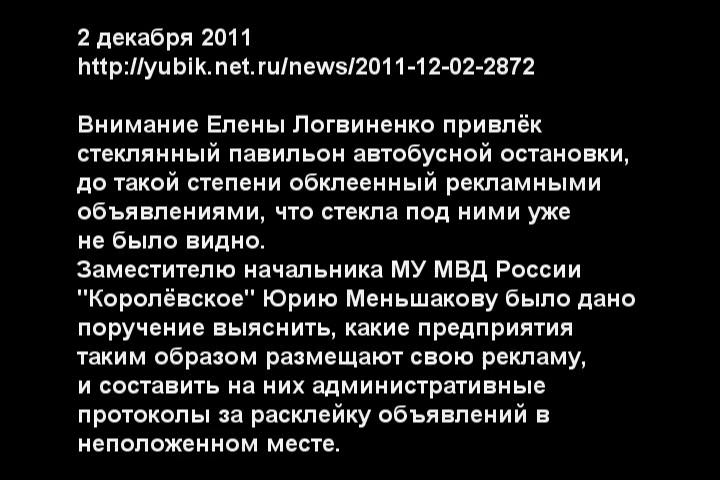 2 декабря 2011
http://yubik.net.ru/news/2011-12-02-2872
Внимание Елены Логвиненко привлёк
стеклянный павильон автобусной остановки,
до такой степени обклеенный рекламными
объявлениями, что стекла под ними уже
не было видно.
Заместителю начальника МУ МВД России
"Королёвское" Юрию Меньшакову было дано
поручение выяснить, какие предприятия
таким образом размещают свою рекламу,
и составить на них административные
протоколы за расклейку объявлений в
неположенном месте.